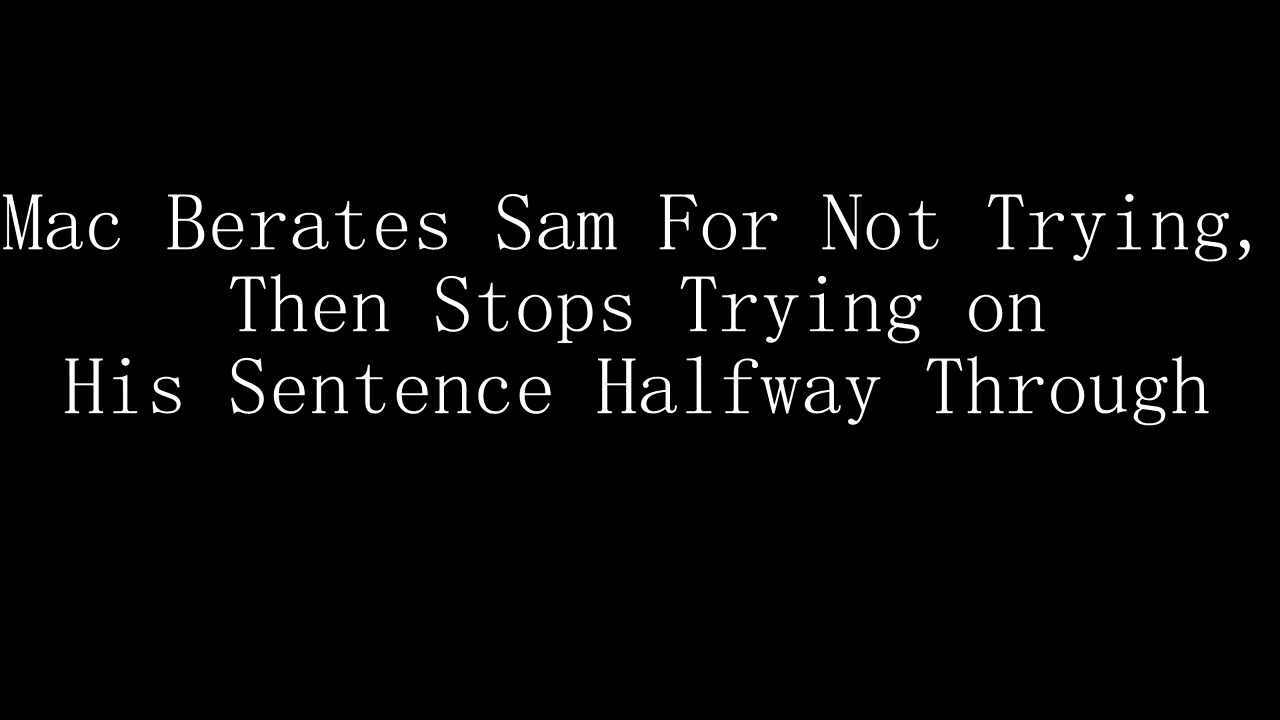 Mac Berates Sam For Not Trying,
Then Stops Trying on
His Sentence Halfway Through